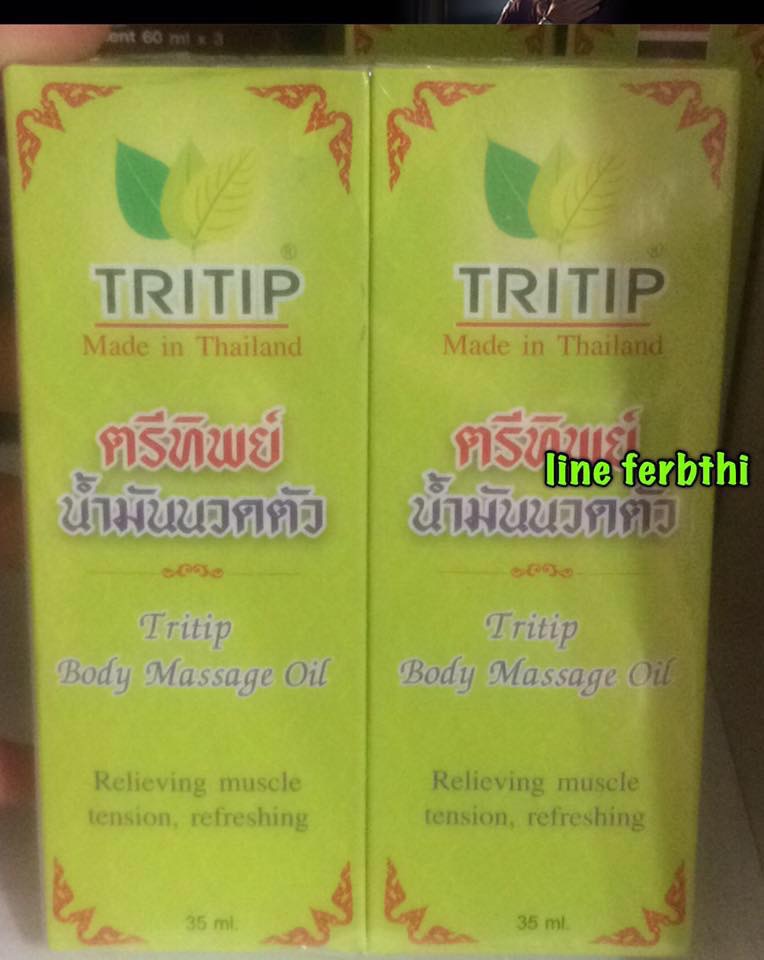 ent 60 ml x 3
TRITIP®
Made in Thailand
ตรีทิพย์
น้ำมันนวดตัว
Tritip
Body Massage Oil
Relieving muscle
tension, refreshing
35 ml.
TRITIP®
Made in Thailand
ตรีทิพย์
line ferbthi
น้ำมันนวดตัว
Tritip
Body Massage Oil
Relieving muscle
tension, refreshing
35 ml.